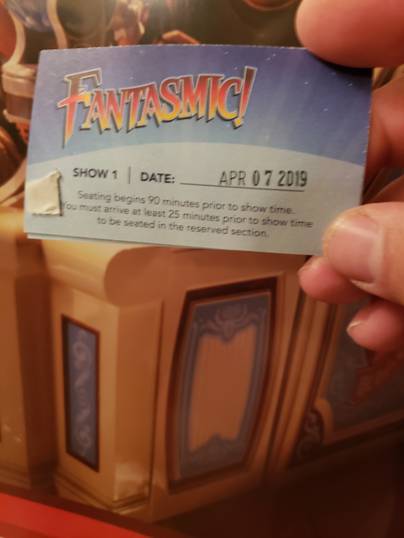 FANTASMIC!
SHOW 1 | DATE: APR 07 2019
Seating begins 90 minutes prior to show time.
You must arrive at least 25 minutes prior to show time
to be seated in the reserved section.